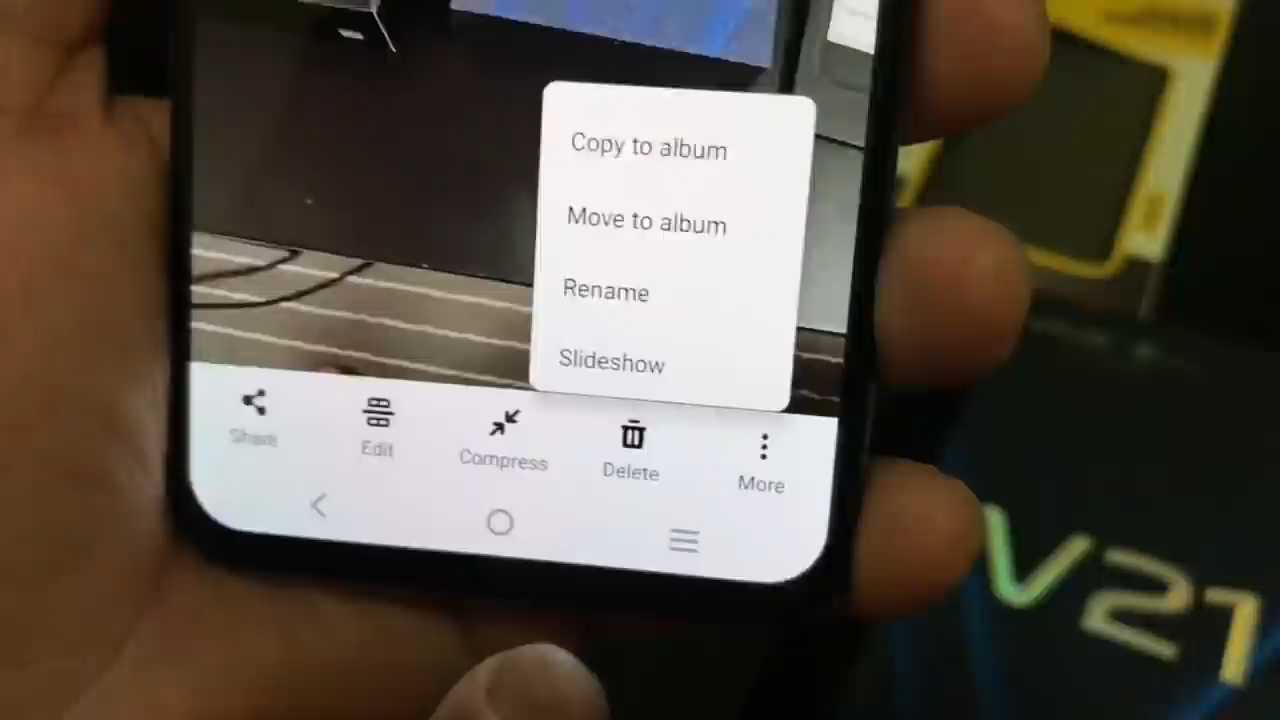 Copy to album
Move to album
Rename
Slideshow
Share
Edit
Compress
Delete
More
V21